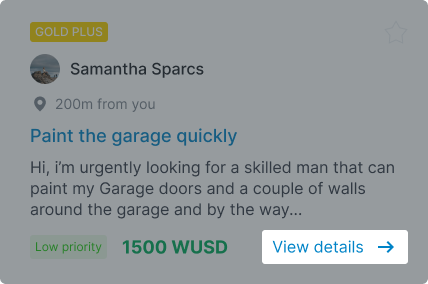 GOLD PLUS
Samantha Sparcs
200m from you
Paint the garage quickly
Hi, i’m urgently looking for a skilled man that can
paint my Garage doors and a couple of walls
around the garage and by the way...
Low priority 1500 WUSD View details